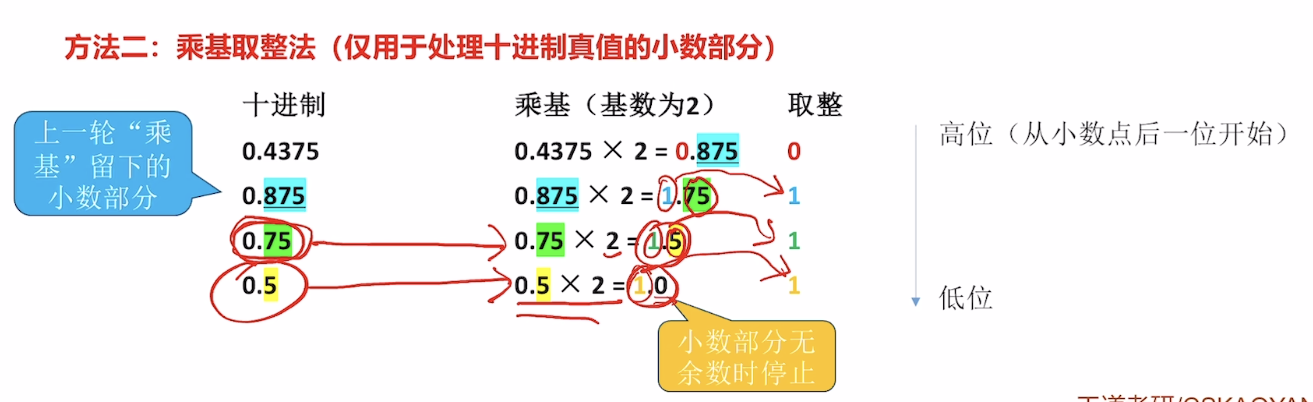 方法二：乘基取整法（仅用于处理十进制真值的小数部分）
十进制 乘基（基数为2） 取整
上一轮“乘
基”留下的
小数部分
0.4375 0.4375 × 2 = 0.875 0
0.875 0.875 × 2 = 1.75 1
0.75 0.75 × 2 = 1.5 1
0.5 0.5 × 2 = 1.0 1
高位（从小数点后一位开始）
低位
小数部分无
余数时停止